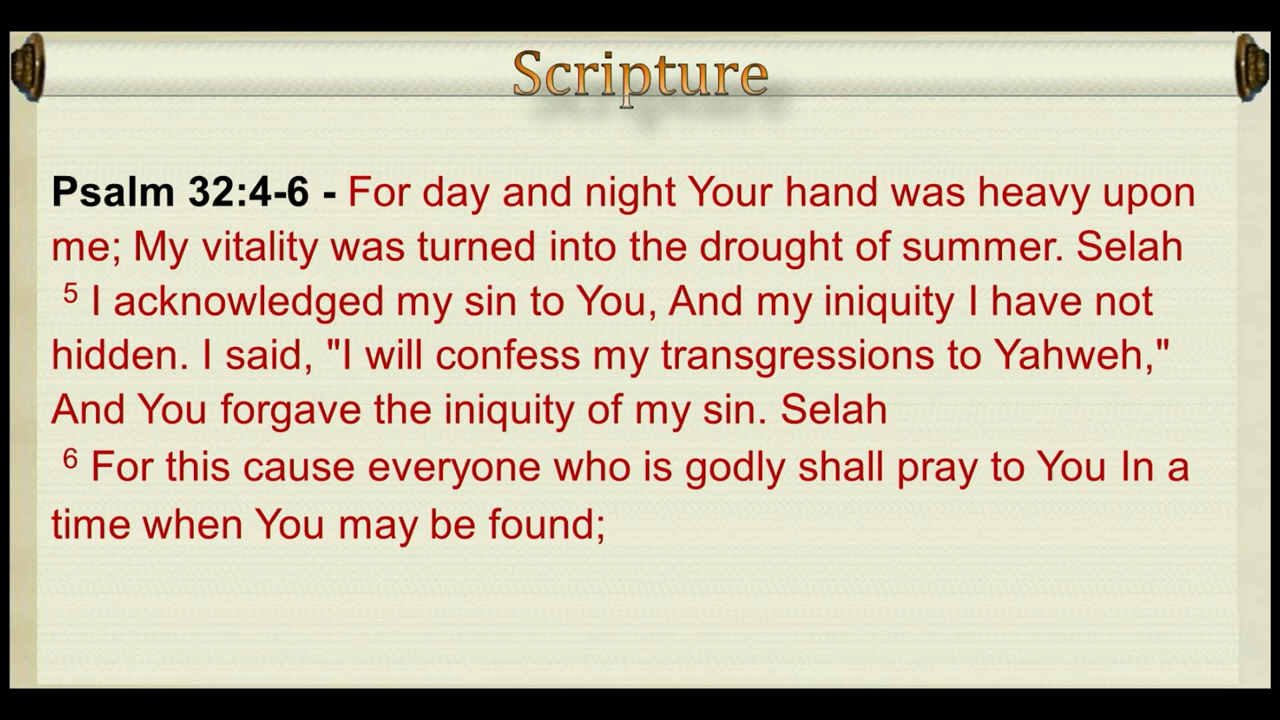 Scripture
Psalm 32:4-6 - For day and night Your hand was heavy upon
me; My vitality was turned into the drought of summer. Selah
5 I acknowledged my sin to You, And my iniquity I have not
hidden. I said, "I will confess my transgressions to Yahweh,"
And You forgave the iniquity of my sin. Selah
6 For this cause everyone who is godly shall pray to You In a
time when You may be found;